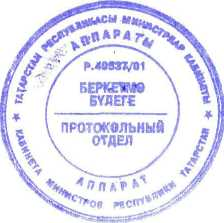 ТАТАРСТАН РЕСПУБЛИКАСЫ МИНИСТРЛАР КАБИНЕТЫ
АППАРАТЫ
Р.40537/01
БЕРКЕТМӘ
БҮЛЕГЕ
ПРОТОКОЛЬНЫЙ
ОТДЕЛ
АППАРАТ
КАБИНЕТА МИНИСТРОВ РЕСПУБЛИКИ ТАТАРСТАН